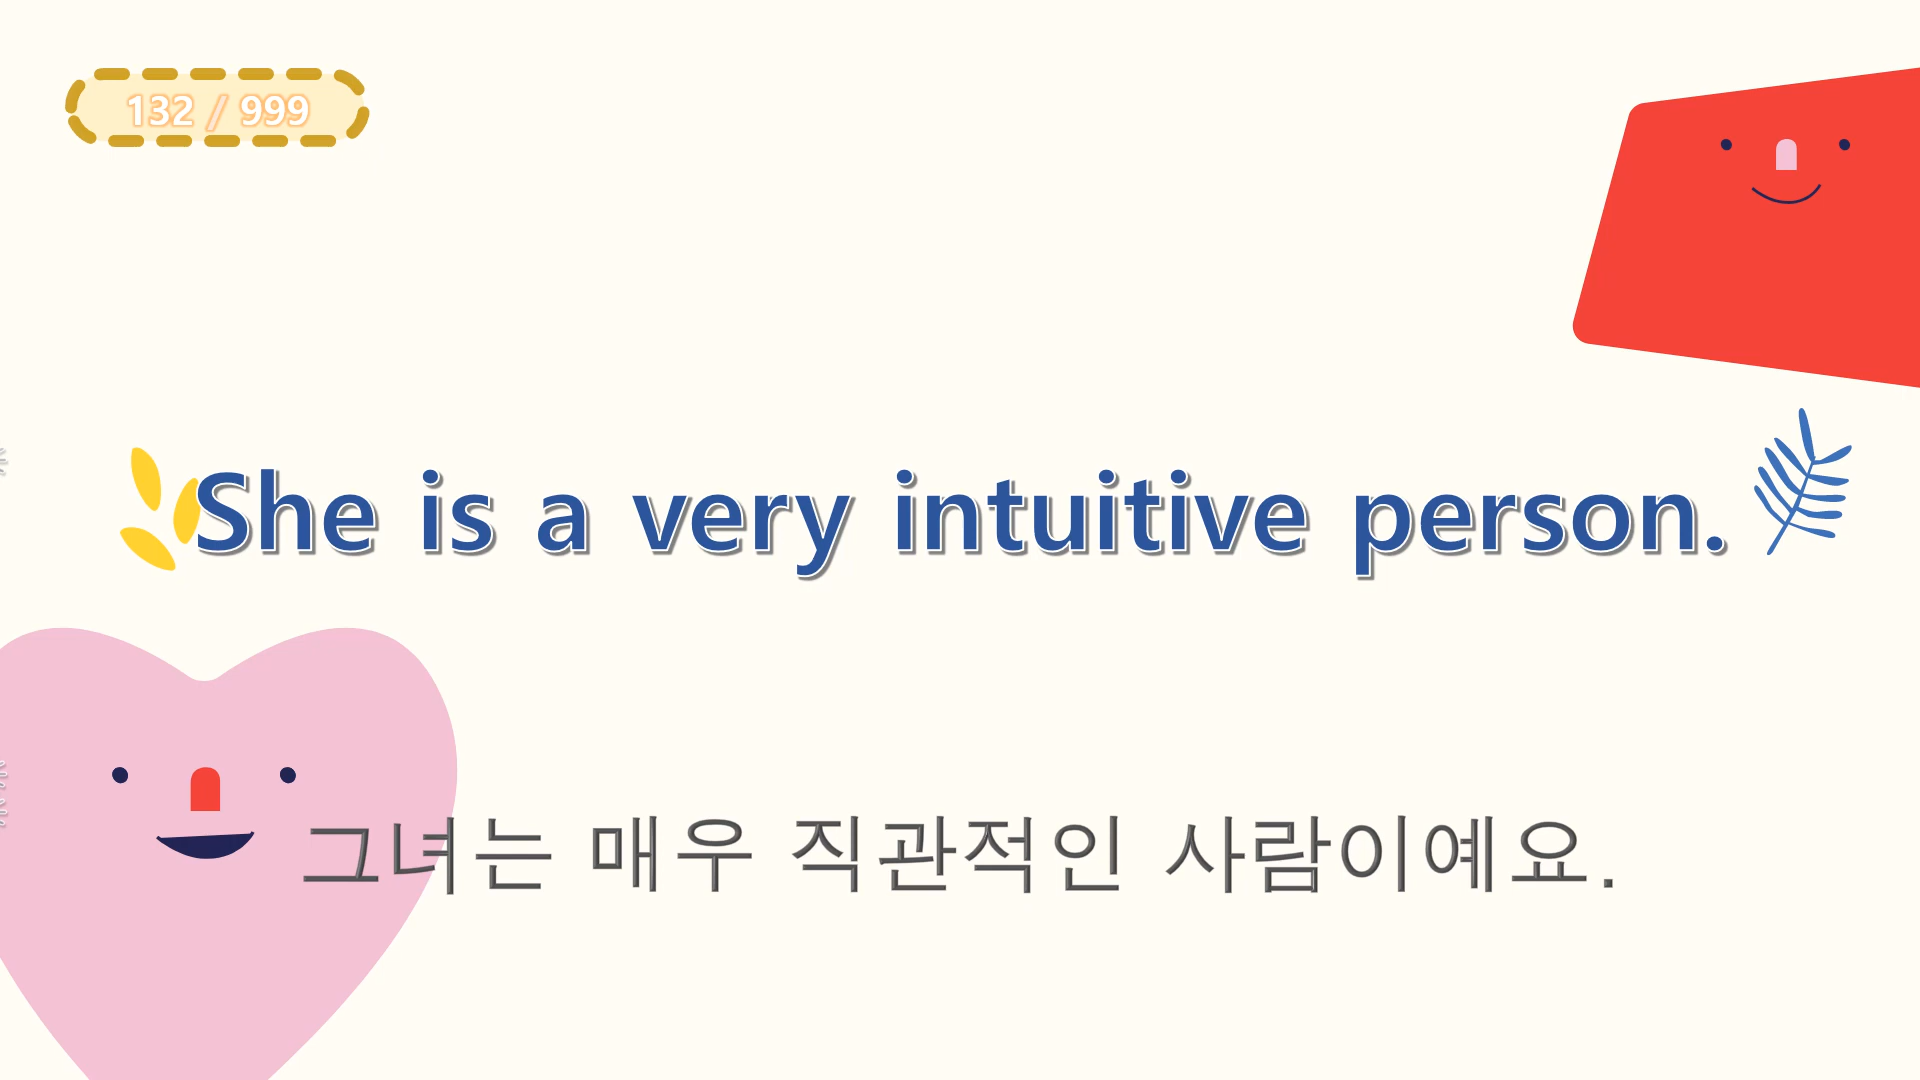 132 / 999
She is a very intuitive person.
그녀는 매우 직관적인 사람이예요.